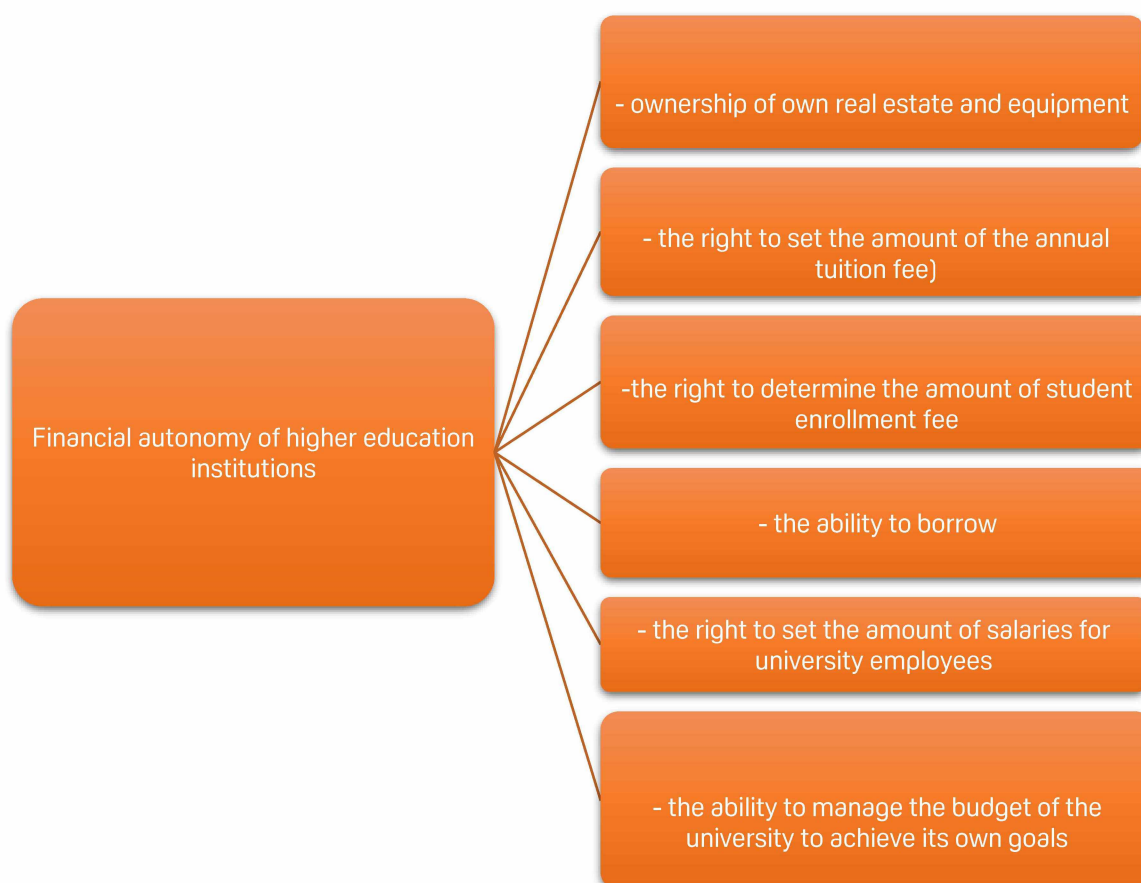 - ownership of own real estate and equipment
- the right to set the amount of the annual
tuition fee)
-the right to determine the amount of student
enrollment fee
Financial autonomy of higher education
institutions
- the ability to borrow
- the right to set the amount of salaries for
university employees
- the ability to manage the budget of the
university to achieve its own goals